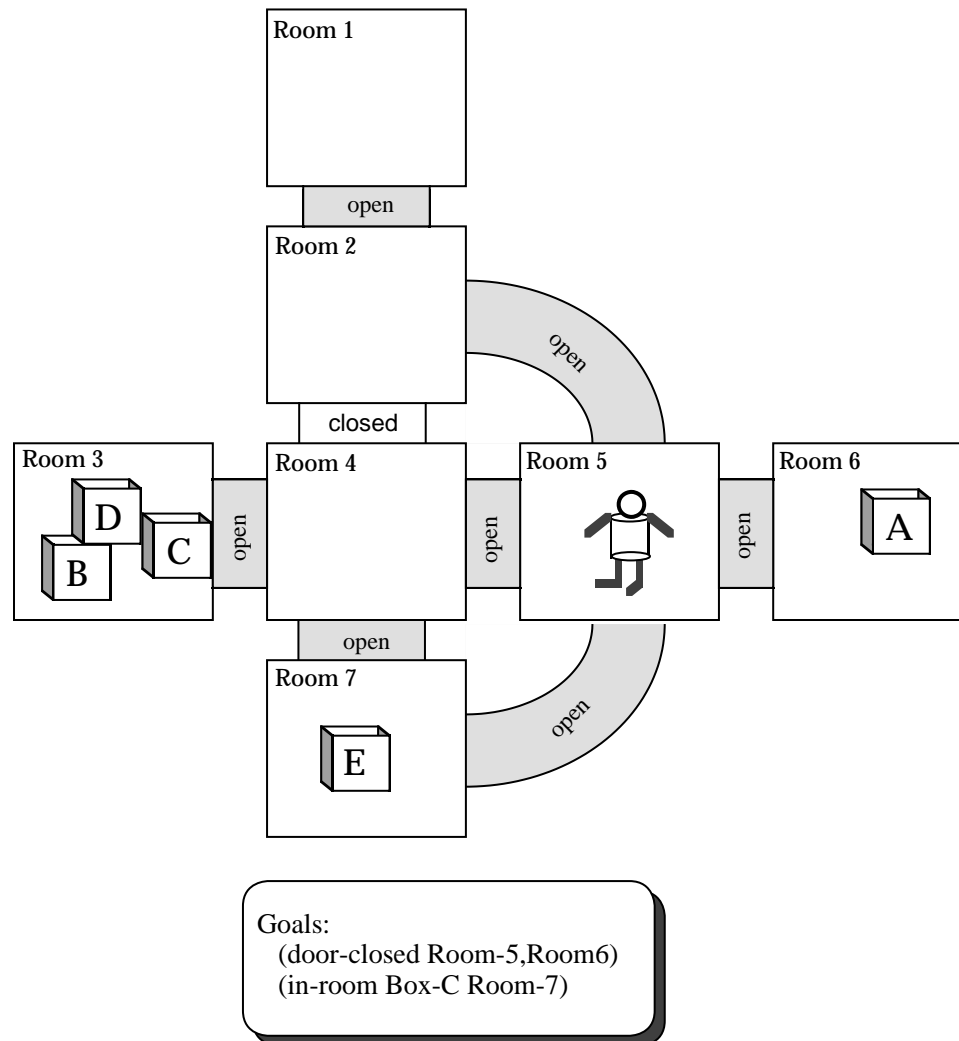 Room 1
open
Room 2
open
closed
Room 3
Room 4
Room 5
Room 6
D
C
B
open
open
open
A
open
Room 7
open
E
Goals:
(door-closed Room-5,Room6)
(in-room Box-C Room-7)